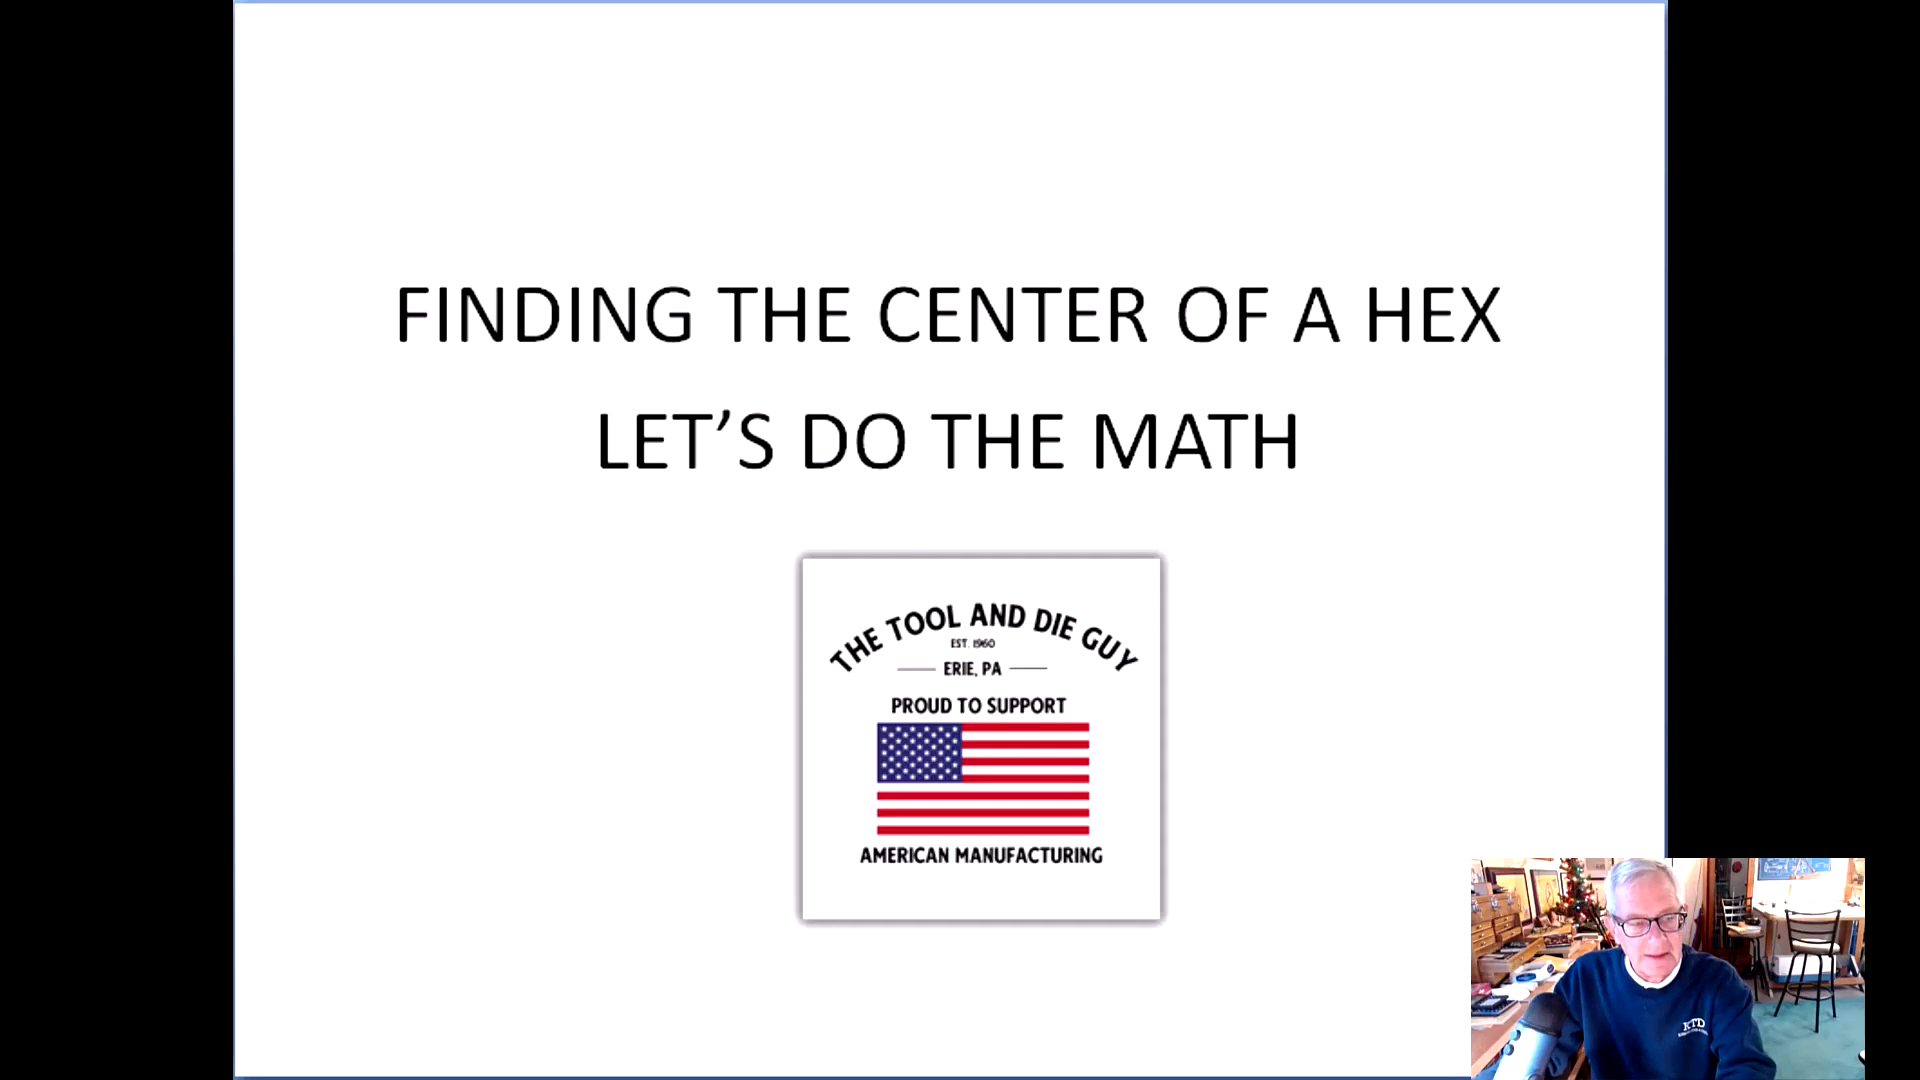 FINDING THE CENTER OF A HEX
LET’S DO THE MATH
THE TOOL AND DIE GUY
EST. 1960
ERIE, PA
PROUD TO SUPPORT
AMERICAN MANUFACTURING
KTD